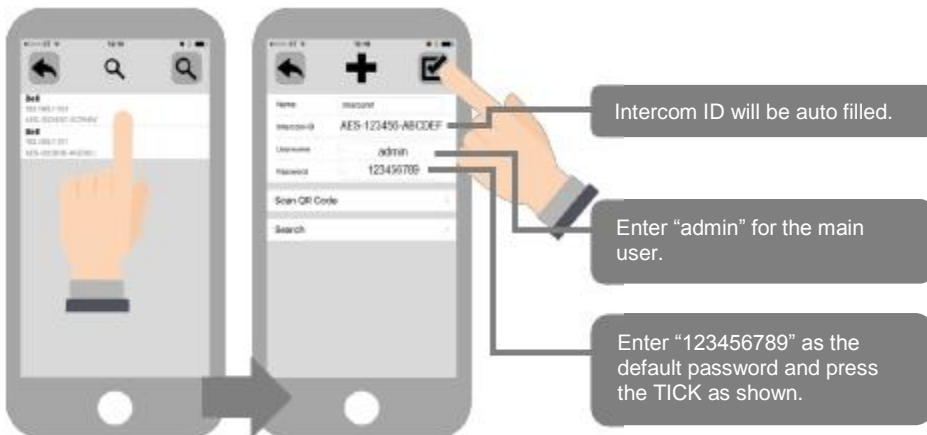 Bell
Bell
Name
Intercom1
Intercom ID
AES-123456-ABCDEF
Username
admin
Password
123456789
Scan QR Code
Search
Intercom ID will be auto filled.
Enter “admin” for the main
user.
Enter “123456789” as the
default password and press
the TICK as shown.